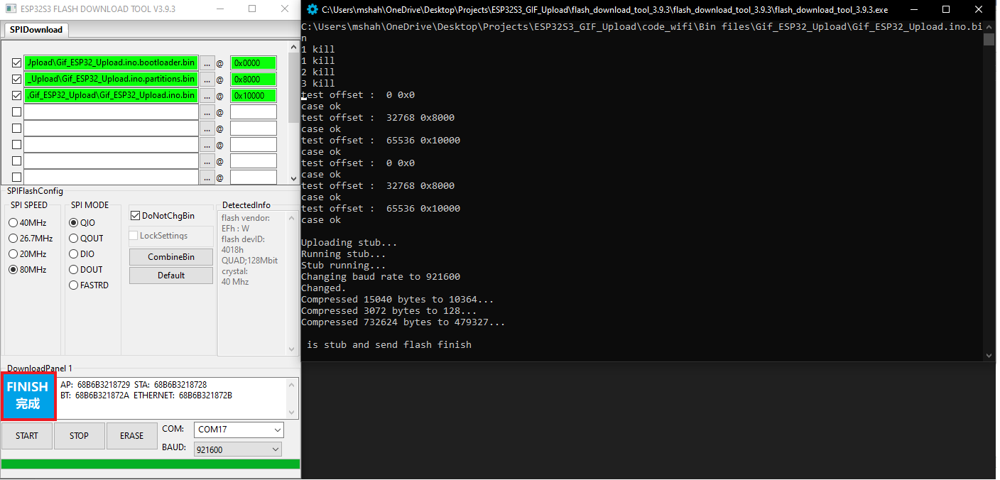 ESP32S3 FLASH DOWNLOAD TOOL V3.9.3
SPIDownload
Jpload\Gif_ESP32_Upload.ino.bootloader.bin ... @ 0x0000
_Upload\Gif_ESP32_Upload.ino.partitions.bin ... @ 0x8000
.Gif_ESP32_Upload\Gif_ESP32_Upload.ino.bin ... @ 0x10000
... @
... @
... @
... @
... @
SPIFlashConfig
SPI SPEED
40MHz
26.7MHz
20MHz
80MHz
SPI MODE
QIO
QOUT
DIO
DOUT
FASTRD
DoNotChgBin
LockSettings
CombineBin
Default
DetectedInfo
flash vendor:
EFh : W
flash devID:
4018h
QUAD;128Mbit
crystal:
40 Mhz
DownloadPanel 1
FINISH
完成
AP: 68B6B3218729 STA: 68B6B3218728
BT: 68B6B321872A ETHERNET: 68B6B321872B
START STOP ERASE
COM: COM17
BAUD: 921600
C:\Users\mshah\OneDrive\Desktop\Projects\ESP32S3_GIF_Upload\flash_download_tool_3.9.3\flash_download_tool_3.9.3\flash_download_tool_3.9.3.exe
C:\Users\mshah\OneDrive\Desktop\Projects\ESP32S3_GIF_Upload\code_wifi\Bin files\Gif_ESP32_Upload\Gif_ESP32_Upload.ino.bi
n
1 kill
1 kill
2 kill
3 kill
test offset :  0 0x0
case ok
test offset :  32768 0x8000
case ok
test offset :  65536 0x10000
case ok
test offset :  0 0x0
case ok
test offset :  32768 0x8000
case ok
test offset :  65536 0x10000
case ok
Uploading stub...
Running stub...
Stub running...
Changing baud rate to 921600
Changed.
Compressed 15040 bytes to 10364...
Compressed 3072 bytes to 128...
Compressed 732624 bytes to 479327...
is stub and send flash finish